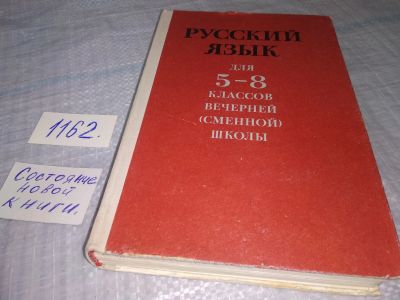 РУССКИЙ
ЯЗЫК
ДЛЯ
5-8
КЛАССОВ
ВЕЧЕРНЕЙ
(СМЕННОЙ)
ШКОЛЫ
1162.
Состояние
новой
книги.